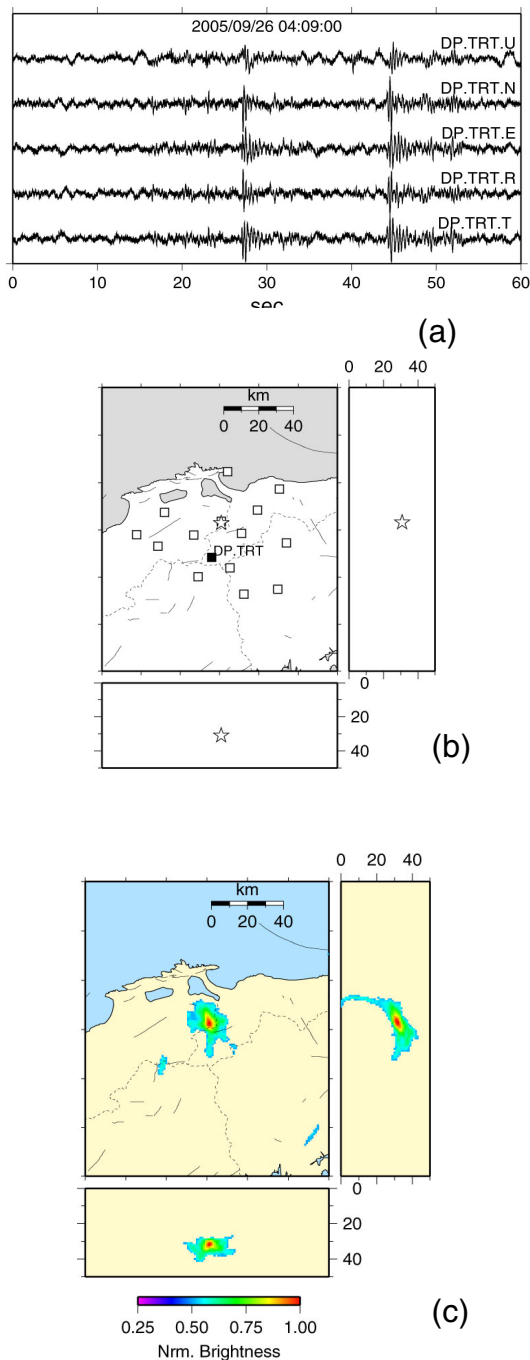 2005/09/26 04:09:00
DP.TRT.U
DP.TRT.N
DP.TRT.E
DP.TRT.R
DP.TRT.T
0 10 20 30 40 50 60
sec
(a)
0 20 40
km
0 20 40
DP.TRT
0
20
40
(b)
0 20 40
km
0 20 40
0
20
40
0.25 0.50 0.75 1.00
Nrm. Brightness
(c)